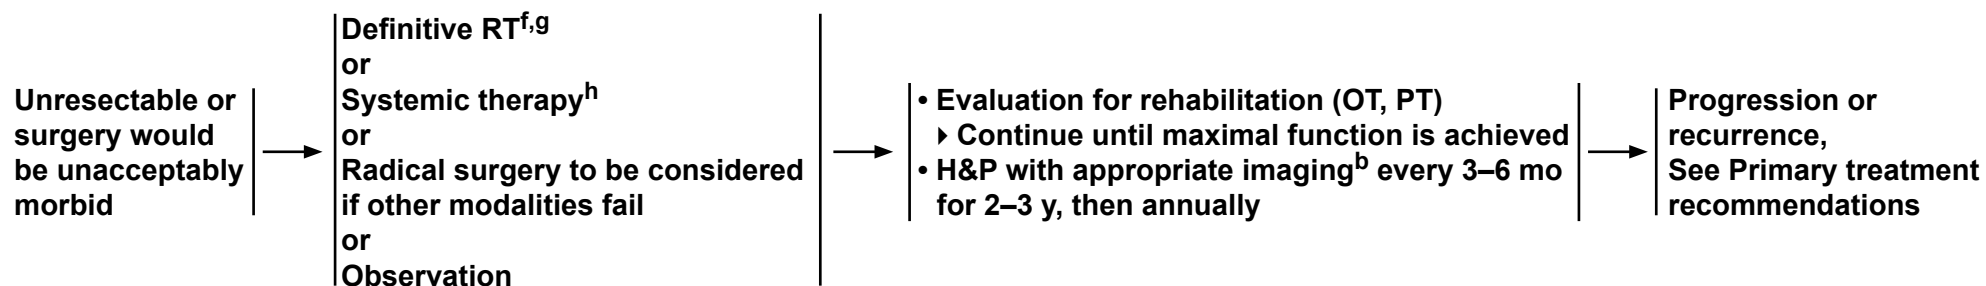 Unresectable or
surgery would
be unacceptably
morbid
Definitive RTf,g
or
Systemic therapyh
or
Radical surgery to be considered
if other modalities fail
or
Observation
• Evaluation for rehabilitation (OT, PT)
▸ Continue until maximal function is achieved
• H&P with appropriate imagingb every 3–6 mo
for 2–3 y, then annually
Progression or
recurrence,
See Primary treatment
recommendations